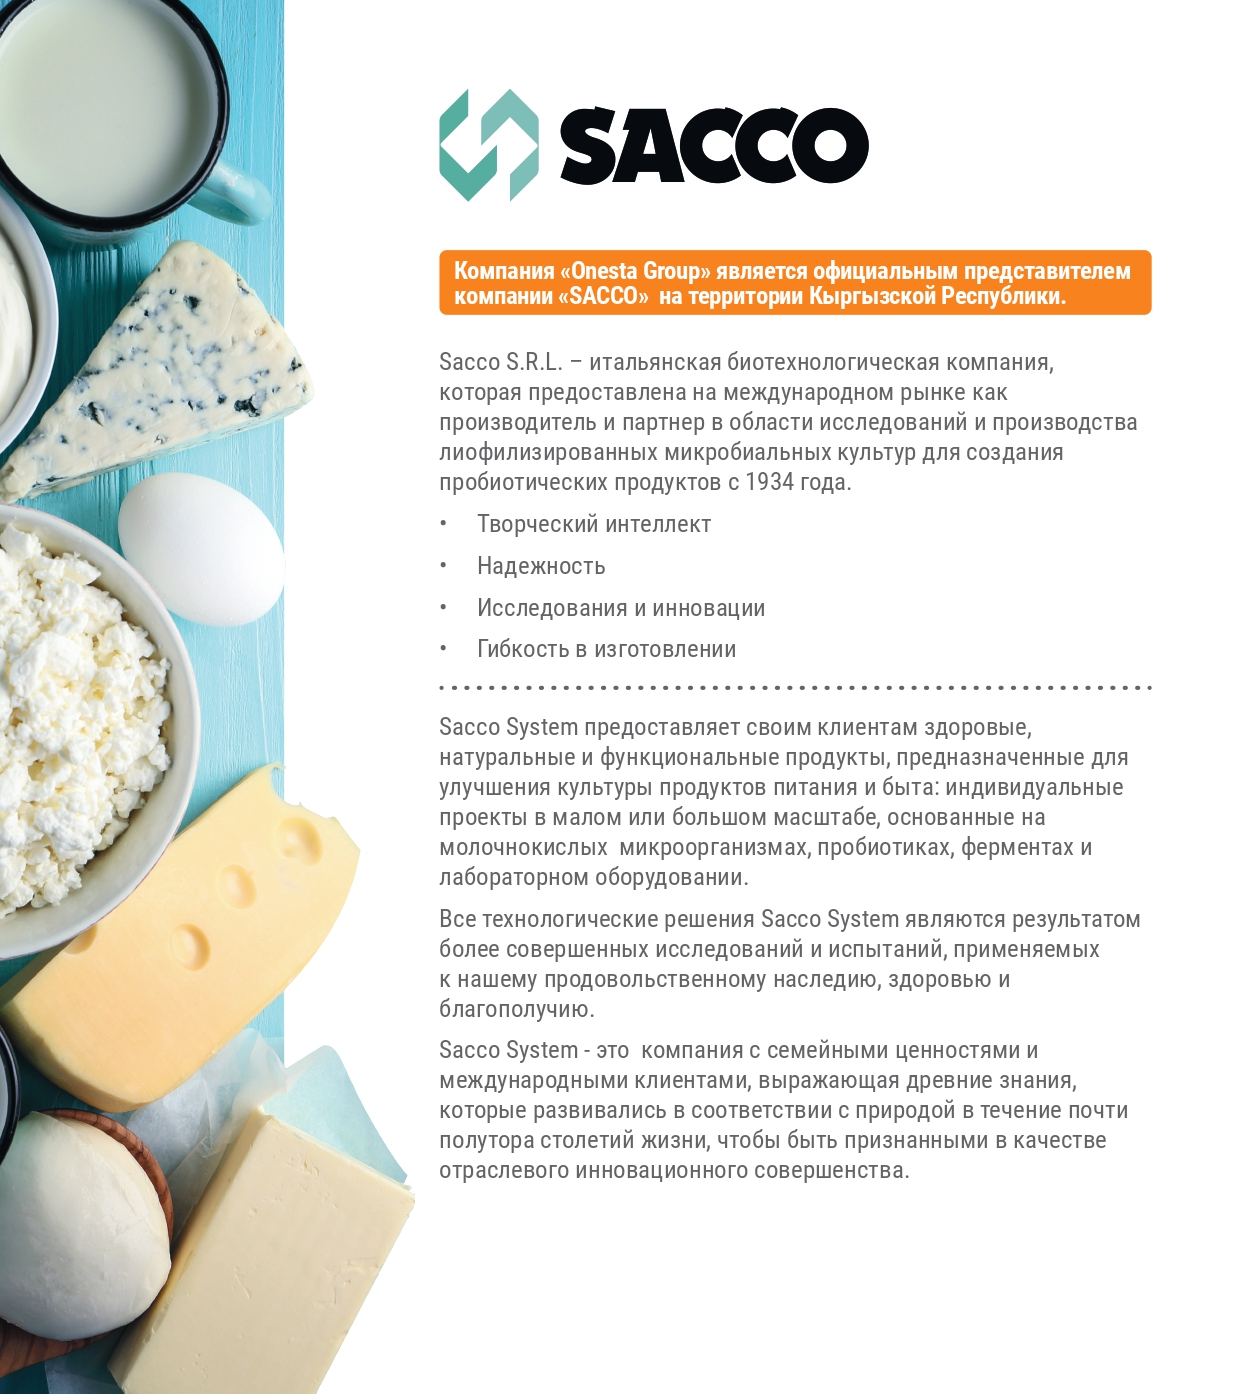 SACCO
Компания «Onesta Group» является официальным представителем
компании «SACCO»  на территории Кыргызской Республики.
Sacco S.R.L. – итальянская биотехнологическая компания,
которая предоставлена на международном рынке как
производитель и партнер в области исследований и производства
лиофилизированных микробиальных культур для создания
пробиотических продуктов с 1934 года.
• Творческий интеллект
• Надежность
• Исследования и инновации
• Гибкость в изготовлении
Sacco System предоставляет своим клиентам здоровые,
натуральные и функциональные продукты, предназначенные для
улучшения культуры продуктов питания и быта: индивидуальные
проекты в малом или большом масштабе, основанные на
молочнокислых  микроорганизмах, пробиотиках, ферментах и
лабораторном оборудовании.
Все технологические решения Sacco System являются результатом
более совершенных исследований и испытаний, применяемых
к нашему продовольственному наследию, здоровью и
благополучию.
Sacco System - это  компания с семейными ценностями и
международными клиентами, выражающая древние знания,
которые развивались в соответствии с природой в течение почти
полутора столетий жизни, чтобы быть признанными в качестве
отраслевого инновационного совершенства.